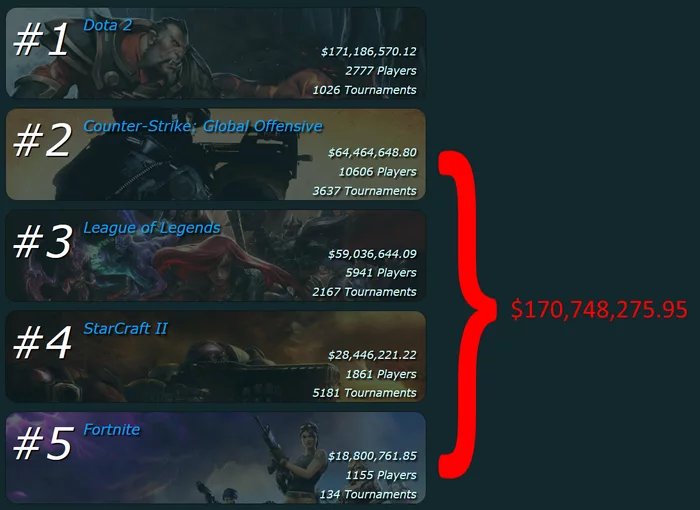 #1
Dota 2
$171,186,570.12
2777 Players
1026 Tournaments
#2
Counter-Strike: Global Offensive
$64,464,648.80
10606 Players
3637 Tournaments
#3
League of Legends
$59,036,644.09
5941 Players
2167 Tournaments
#4
StarCraft II
$28,446,221.22
1861 Players
5181 Tournaments
#5
Fortnite
$18,800,761.85
1155 Players
134 Tournaments
$170,748,275.95